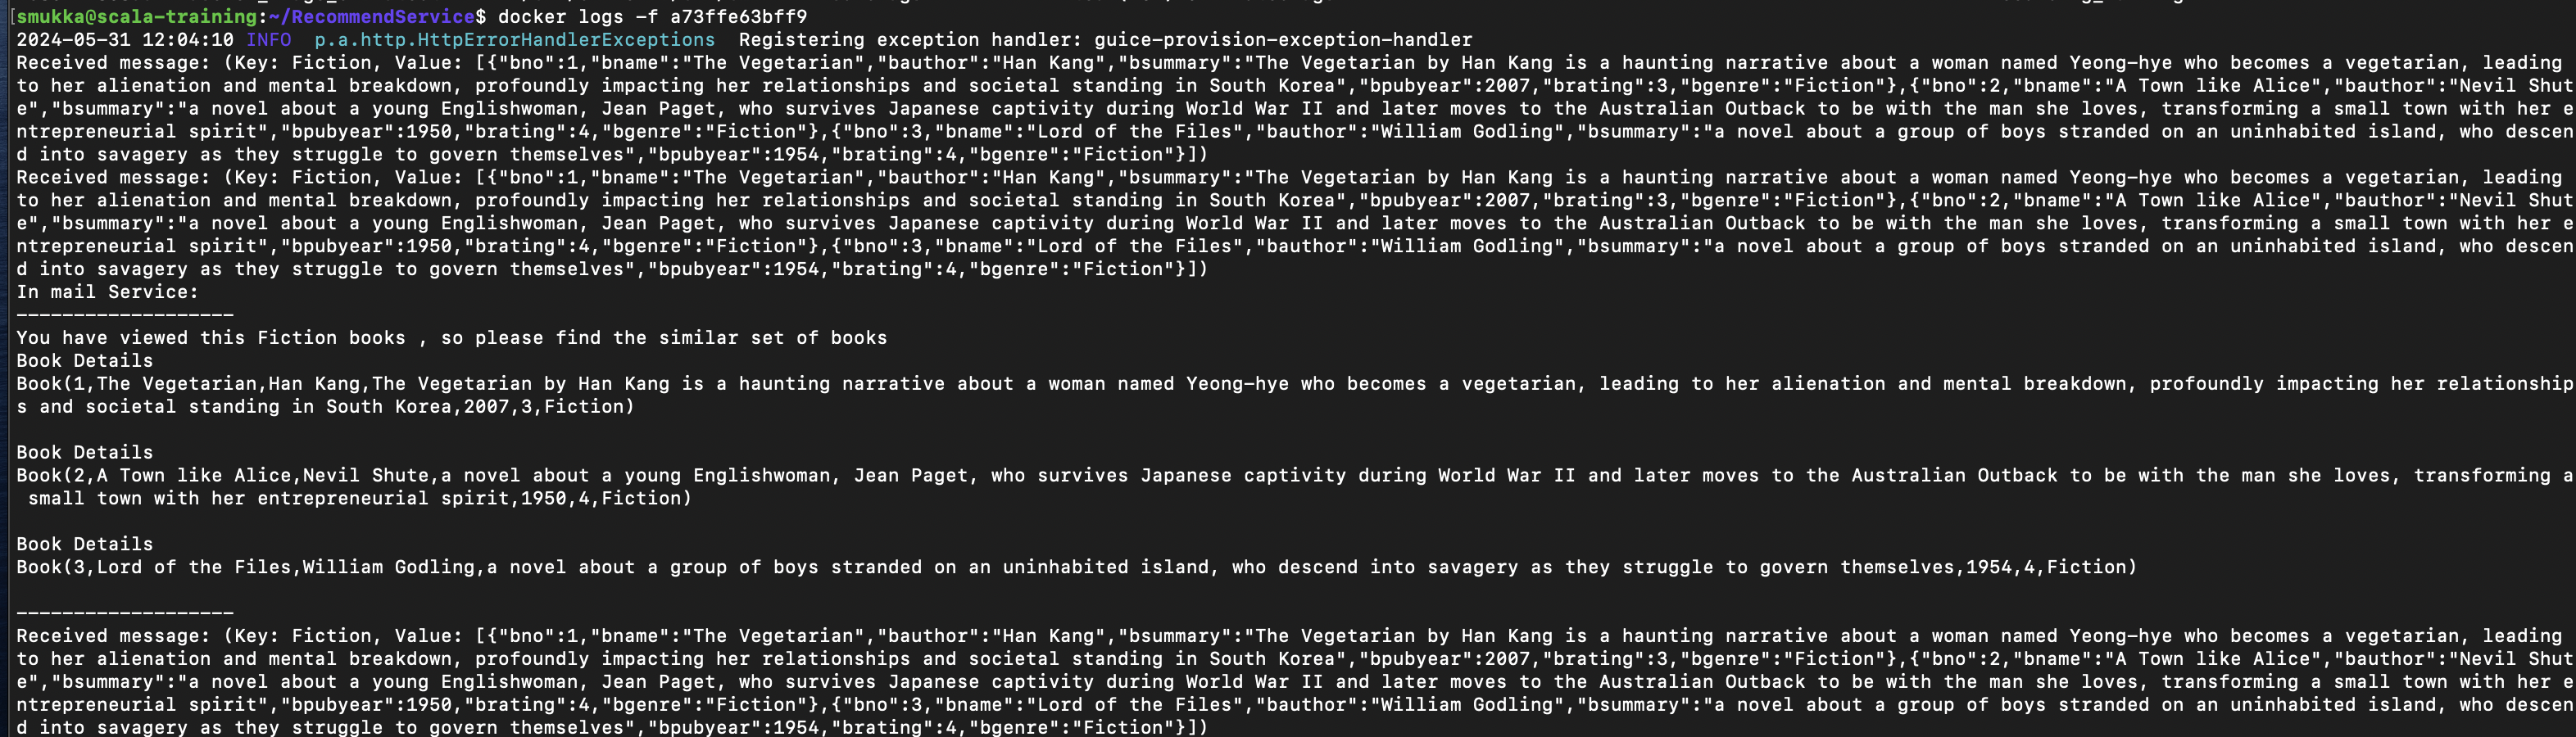 [smukka@scala-training:~/RecommendService$ docker logs -f a73ffe63bff9
2024-05-31 12:04:10 INFO  p.a.http.HttpErrorHandlerExceptions  Registering exception handler: guice-provision-exception-handler
Received message: (Key: Fiction, Value: [{"bno":1,"bname":"The Vegetarian","bauthor":"Han Kang","bsummary":"The Vegetarian by Han Kang is a haunting narrative about a woman named Yeong-hye who becomes a vegetarian, leading
to her alienation and mental breakdown, profoundly impacting her relationships and societal standing in South Korea","bpubyear":2007,"brating":3,"bgenre":"Fiction"},{"bno":2,"bname":"A Town like Alice","bauthor":"Nevil Shut
e","bsummary":"a novel about a young Englishwoman, Jean Paget, who survives Japanese captivity during World War II and later moves to the Australian Outback to be with the man she loves, transforming a small town with her e
ntrepreneurial spirit","bpubyear":1950,"brating":4,"bgenre":"Fiction"},{"bno":3,"bname":"Lord of the Files","bauthor":"William Godling","bsummary":"a novel about a group of boys stranded on an uninhabited island, who descen
d into savagery as they struggle to govern themselves","bpubyear":1954,"brating":4,"bgenre":"Fiction"}])
Received message: (Key: Fiction, Value: [{"bno":1,"bname":"The Vegetarian","bauthor":"Han Kang","bsummary":"The Vegetarian by Han Kang is a haunting narrative about a woman named Yeong-hye who becomes a vegetarian, leading
to her alienation and mental breakdown, profoundly impacting her relationships and societal standing in South Korea","bpubyear":2007,"brating":3,"bgenre":"Fiction"},{"bno":2,"bname":"A Town like Alice","bauthor":"Nevil Shut
e","bsummary":"a novel about a young Englishwoman, Jean Paget, who survives Japanese captivity during World War II and later moves to the Australian Outback to be with the man she loves, transforming a small town with her e
ntrepreneurial spirit","bpubyear":1950,"brating":4,"bgenre":"Fiction"},{"bno":3,"bname":"Lord of the Files","bauthor":"William Godling","bsummary":"a novel about a group of boys stranded on an uninhabited island, who descen
d into savagery as they struggle to govern themselves","bpubyear":1954,"brating":4,"bgenre":"Fiction"}])
In mail Service:
-------------------
You have viewed this Fiction books , so please find the similar set of books
Book Details
Book(1,The Vegetarian,Han Kang,The Vegetarian by Han Kang is a haunting narrative about a woman named Yeong-hye who becomes a vegetarian, leading to her alienation and mental breakdown, profoundly impacting her relationship
s and societal standing in South Korea,2007,3,Fiction)
Book Details
Book(2,A Town like Alice,Nevil Shute,a novel about a young Englishwoman, Jean Paget, who survives Japanese captivity during World War II and later moves to the Australian Outback to be with the man she loves, transforming a
small town with her entrepreneurial spirit,1950,4,Fiction)
Book Details
Book(3,Lord of the Files,William Godling,a novel about a group of boys stranded on an uninhabited island, who descend into savagery as they struggle to govern themselves,1954,4,Fiction)
-------------------
Received message: (Key: Fiction, Value: [{"bno":1,"bname":"The Vegetarian","bauthor":"Han Kang","bsummary":"The Vegetarian by Han Kang is a haunting narrative about a woman named Yeong-hye who becomes a vegetarian, leading
to her alienation and mental breakdown, profoundly impacting her relationships and societal standing in South Korea","bpubyear":2007,"brating":3,"bgenre":"Fiction"},{"bno":2,"bname":"A Town like Alice","bauthor":"Nevil Shut
e","bsummary":"a novel about a young Englishwoman, Jean Paget, who survives Japanese captivity during World War II and later moves to the Australian Outback to be with the man she loves, transforming a small town with her e
ntrepreneurial spirit","bpubyear":1950,"brating":4,"bgenre":"Fiction"},{"bno":3,"bname":"Lord of the Files","bauthor":"William Godling","bsummary":"a novel about a group of boys stranded on an uninhabited island, who descen
d into savagery as they struggle to govern themselves","bpubyear":1954,"brating":4,"bgenre":"Fiction"}])